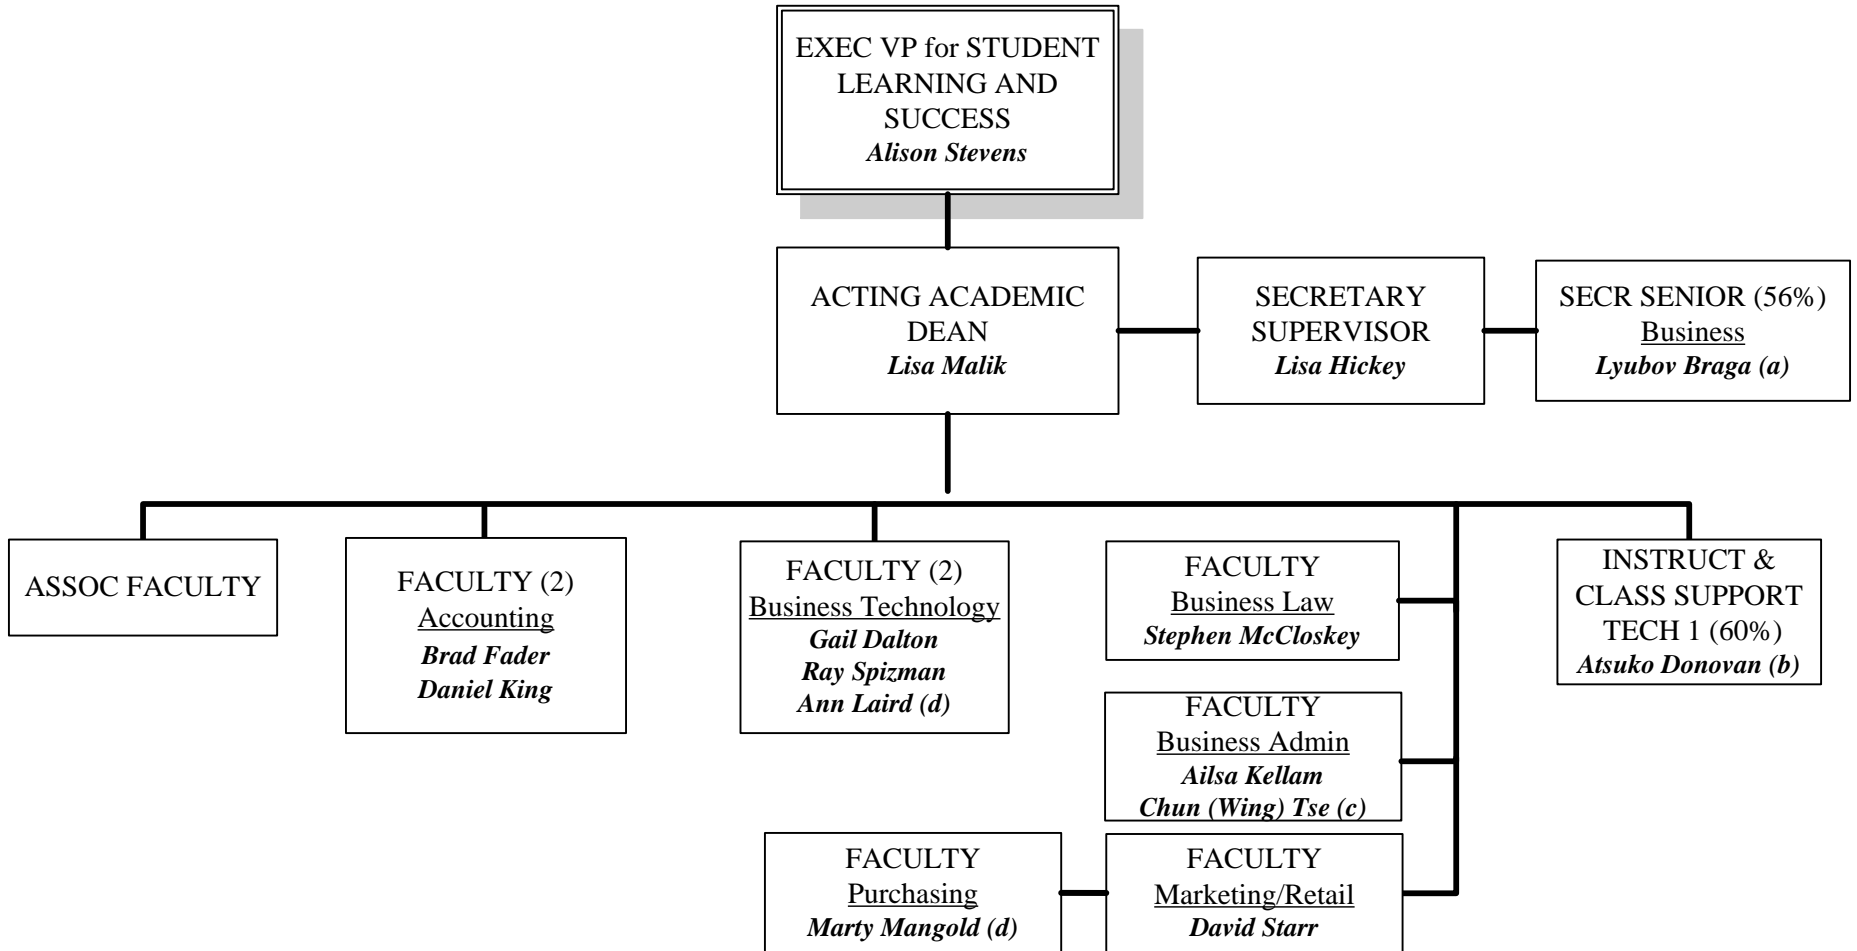 EXEC VP for STUDENT
LEARNING AND
SUCCESS
Alison Stevens
ACTING ACADEMIC
DEAN
Lisa Malik
SECRETARY
SUPERVISOR
Lisa Hickey
SECR SENIOR (56%)
Business
Lyubov Braga (a)
ASSOC FACULTY
FACULTY (2)
Accounting
Brad Fader
Daniel King
FACULTY (2)
Business Technology
Gail Dalton
Ray Spizman
Ann Laird (d)
FACULTY
Business Law
Stephen McCloskey
INSTRUCT &
CLASS SUPPORT
TECH 1 (60%)
Atsuko Donovan (b)
FACULTY
Business Admin
Ailsa Kellam
Chun (Wing) Tse (c)
FACULTY
Purchasing
Marty Mangold (d)
FACULTY
Marketing/Retail
David Starr